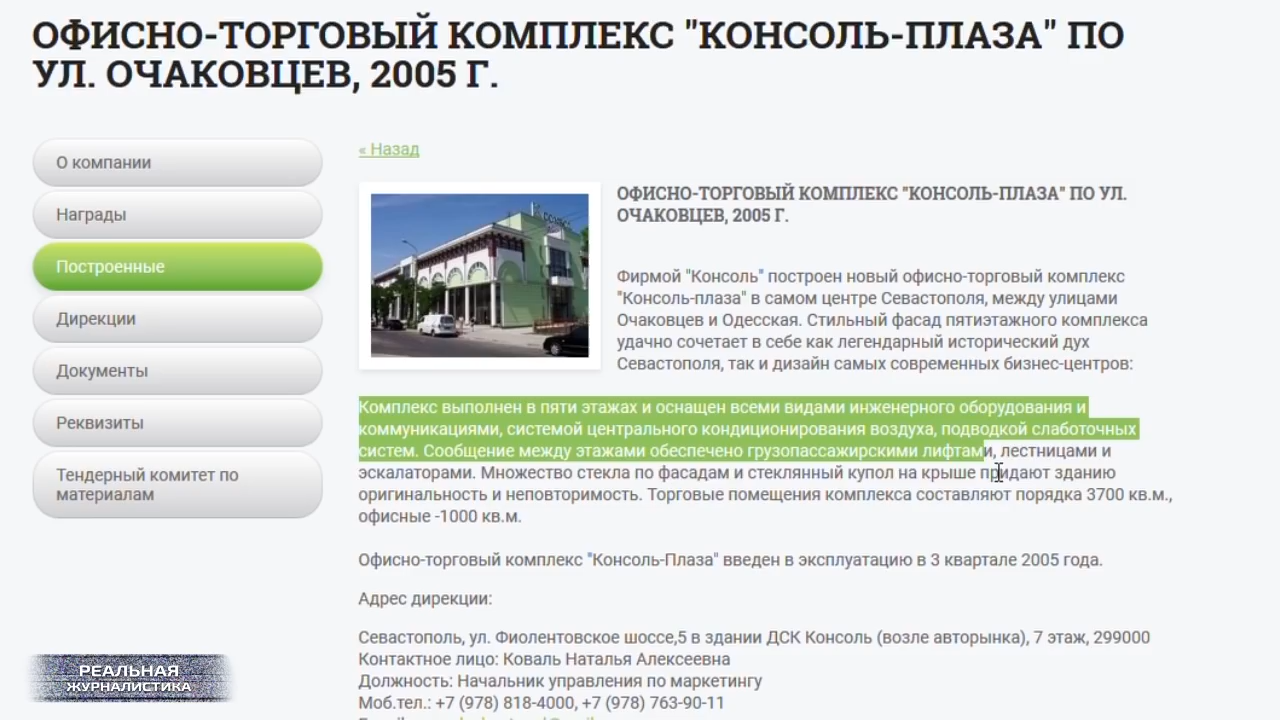 ОФИСНО-ТОРГОВЫЙ КОМПЛЕКС "КОНСОЛЬ-ПЛАЗА" ПО
УЛ. ОЧАКОВЦЕВ, 2005 Г.
О компании
Награды
Построенные
Дирекции
Документы
Реквизиты
Тендерный комитет по
материалам
« Назад
ОФИСНО-ТОРГОВЫЙ КОМПЛЕКС "КОНСОЛЬ-ПЛАЗА" ПО УЛ.
ОЧАКОВЦЕВ, 2005 Г.
Фирмой "Консоль" построен новый офисно-торговый комплекс
"Консоль-плаза" в самом центре Севастополя, между улицами
Очаковцев и Одесская. Стильный фасад пятиэтажного комплекса
удачно сочетает в себе как легендарный исторический дух
Севастополя, так и дизайн самых современных бизнес-центров:
Комплекс выполнен в пяти этажах и оснащен всеми видами инженерного оборудования и
коммуникациями, системой центрального кондиционирования воздуха, подводкой слаботочных
систем. Сообщение между этажами обеспечено грузопассажирскими лифтами, лестницами и
эскалаторами. Множество стекла по фасадам и стеклянный купол на крыше придают зданию
оригинальность и неповторимость. Торговые помещения комплекса составляют порядка 3700 кв.м.,
офисные -1000 кв.м.
Офисно-торговый комплекс "Консоль-Плаза" введен в эксплуатацию в 3 квартале 2005 года.
Адрес дирекции:
Севастополь, ул. Фиолентовское шоссе,5 в здании ДСК Консоль (возле авторынка), 7 этаж, 299000
Контактное лицо: Коваль Наталья Алексеевна
Должность: Начальник управления по маркетингу
Моб.тел.: +7 (978) 818-4000, +7 (978) 763-90-11
РЕАЛЬНАЯ
ЖУРНАЛИСТИКА